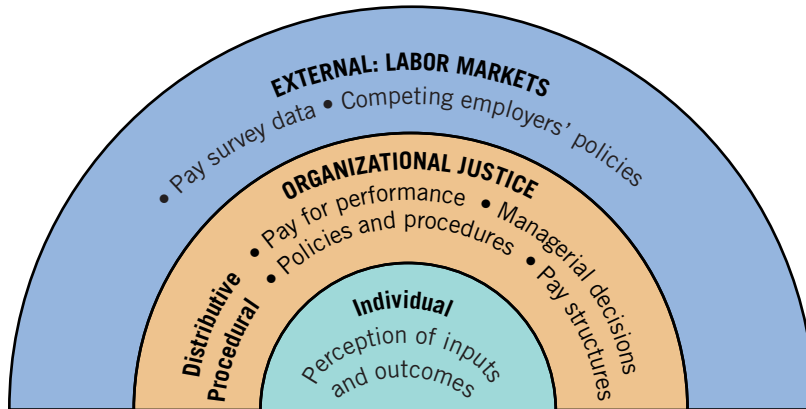 EXTERNAL: LABOR MARKETS
• Pay survey data • Competing employers’ policies
ORGANIZATIONAL JUSTICE
Distributive • Pay for performance • Managerial decisions
Procedural • Policies and procedures • Pay structures
Individual
Perception of inputs
and outcomes